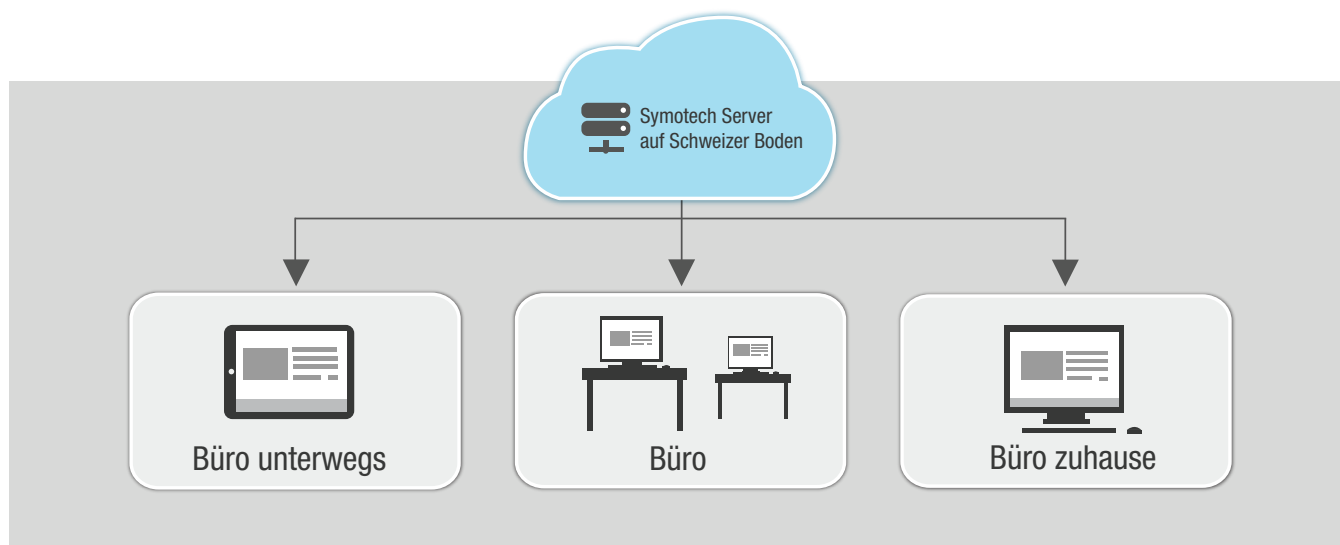 Symotech Server
auf Schweizer Boden
Büro unterwegs
Büro
Büro zuhause